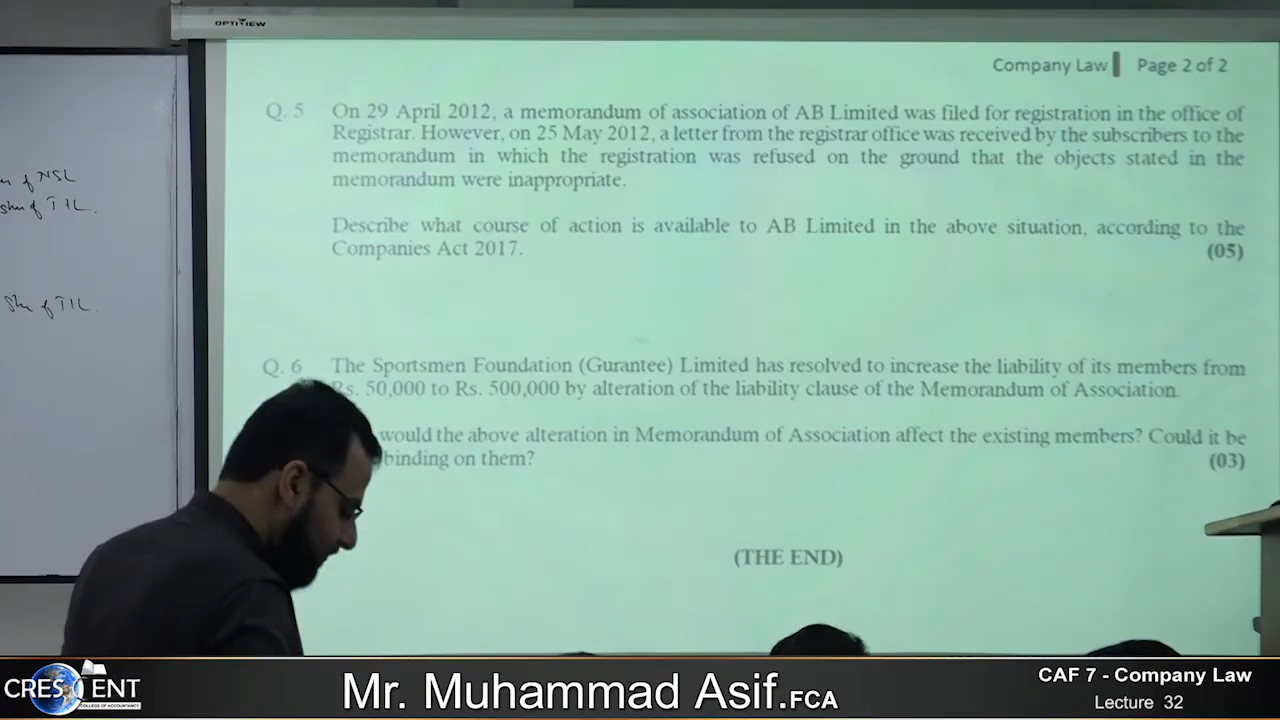 OPTIVIEW
of NSL
of TIL.
of TIL.
Company Law | Page 2 of 2
Q. 5 On 29 April 2012, a memorandum of association of AB Limited was filed for registration in the office of
Registrar. However, on 25 May 2012, a letter from the registrar office was received by the subscribers to the
memorandum in which the registration was refused on the ground that the objects stated in the
memorandum were inappropriate.
Describe what course of action is available to AB Limited in the above situation, according to the
Companies Act 2017. (05)
Q. 6 The Sportsmen Foundation (Gurantee) Limited has resolved to increase the liability of its members from
Rs. 50,000 to Rs. 500,000 by alteration of the liability clause of the Memorandum of Association.
would the above alteration in Memorandum of Association affect the existing members? Could it be
binding on them? (03)
(THE END)
CRESCENT
COLLEGE OF ACCOUNTANCY
Mr. Muhammad Asif.FCA
CAF 7 - Company Law
Lecture 32